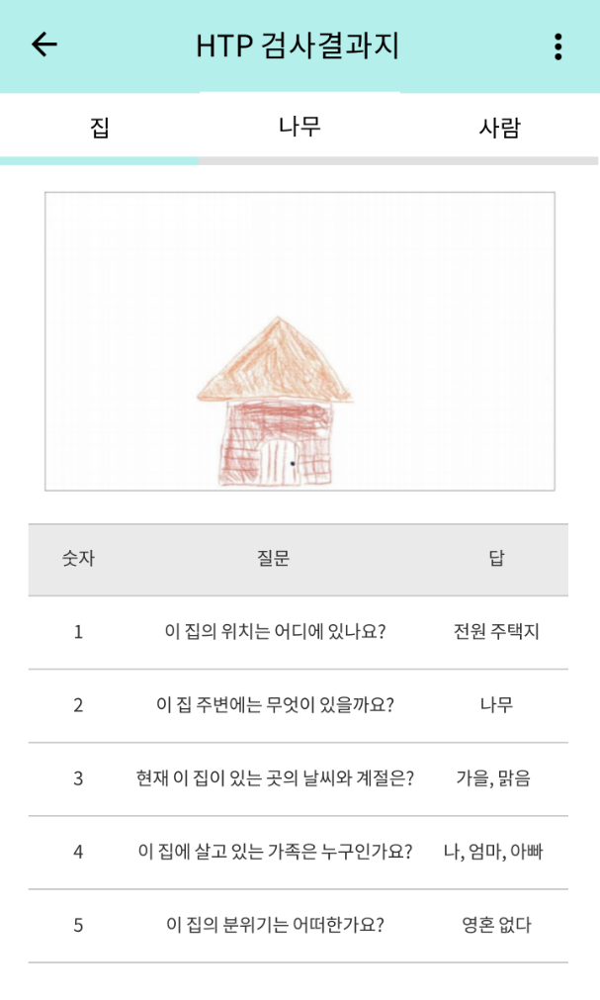 HTP 검사결과지
집 나무 사람
숫자 질문 답
1 이 집의 위치는 어디에 있나요? 전원 주택지
2 이 집 주변에는 무엇이 있을까요? 나무
3 현재 이 집이 있는 곳의 날씨와 계절은? 가을, 맑음
4 이 집에 살고 있는 가족은 누구인가요? 나, 엄마, 아빠
5 이 집의 분위기는 어떠한가요? 영혼 없다